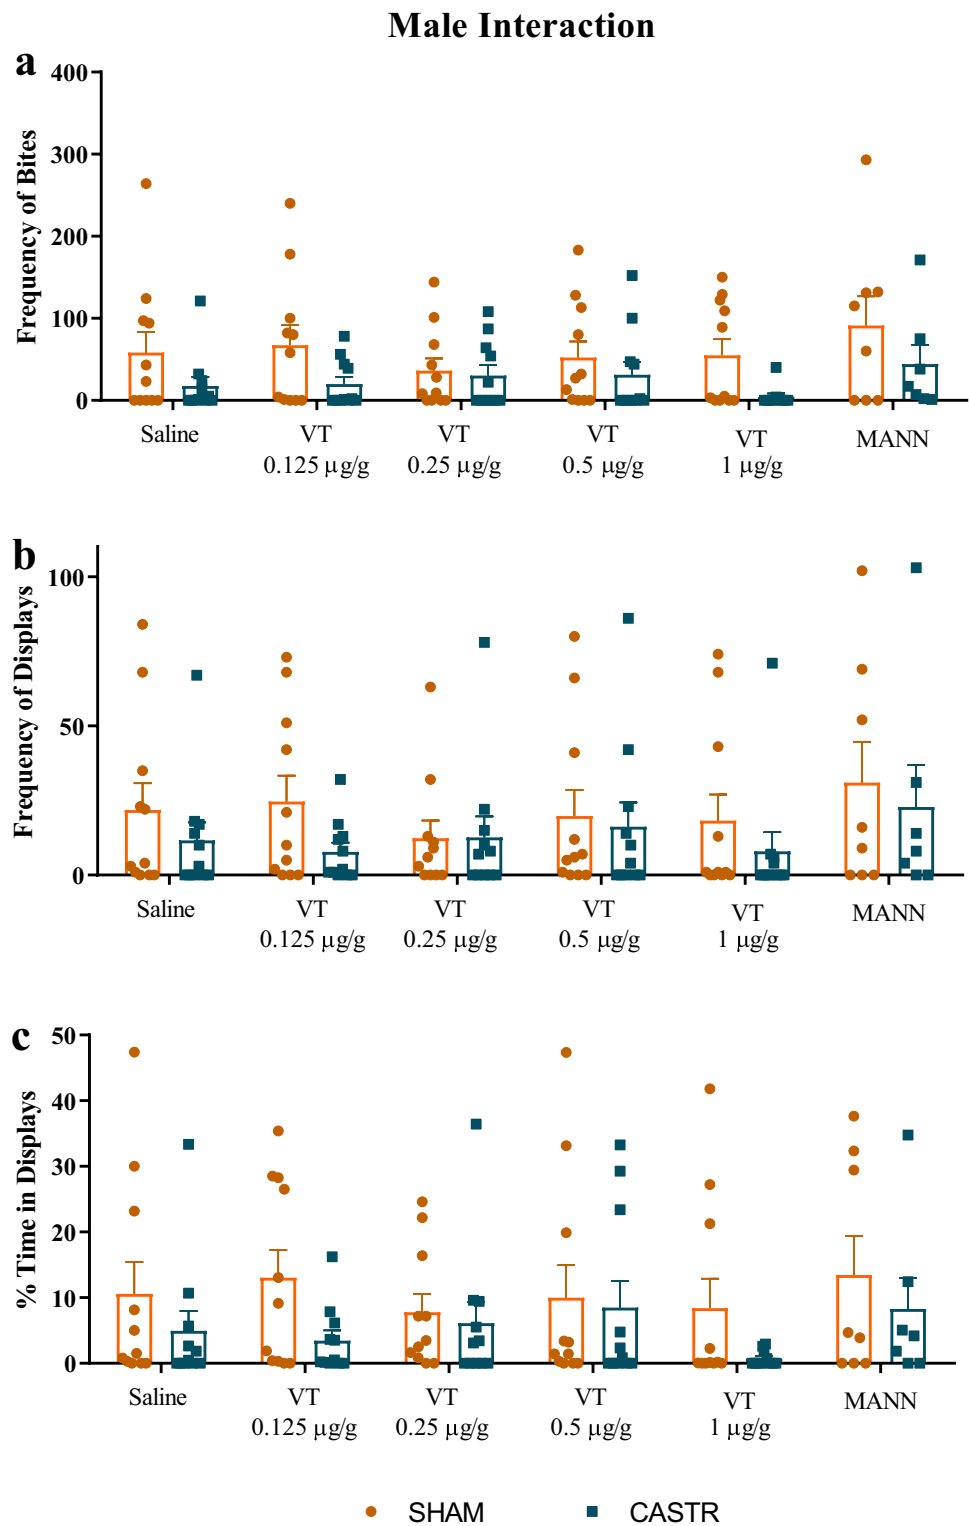 Male Interaction
a
Frequency of Bites
400
300
200
100
0
Saline
VT
0.125 µg/g
VT
0.25 µg/g
VT
0.5 µg/g
VT
1 µg/g
MANN
b
Frequency of Displays
100
50
0
Saline
VT
0.125 µg/g
VT
0.25 µg/g
VT
0.5 µg/g
VT
1 µg/g
MANN
c
% Time in Displays
50
40
30
20
10
0
Saline
VT
0.125 µg/g
VT
0.25 µg/g
VT
0.5 µg/g
VT
1 µg/g
MANN
SHAM
CASTR